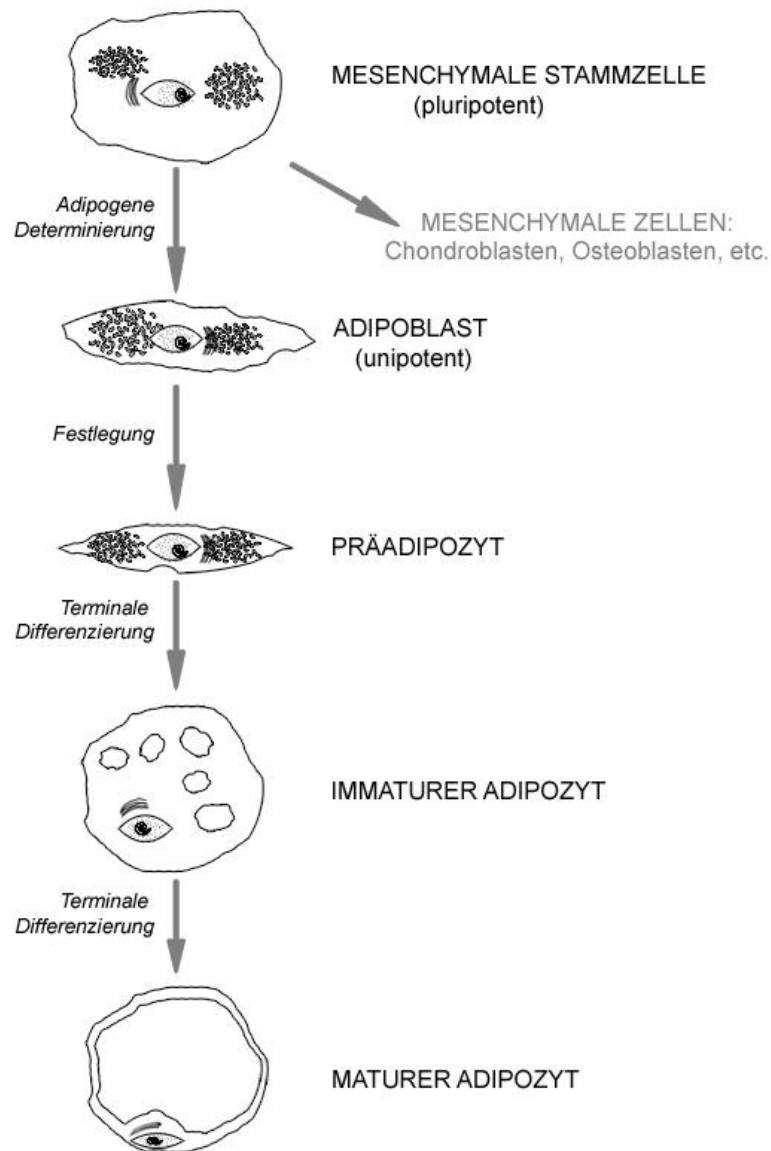 MESENCHYMALE STAMMZELLE
(pluripotent)
Adipogene
Determinierung
MESENCHYMALE ZELLEN:
Chondroblasten, Osteoblasten, etc.
ADIPOBLAST
(unipotent)
Festlegung
PRÄADIPOZYT
Terminale
Differenzierung
IMMATURER ADIPOZYT
Terminale
Differenzierung
MATURER ADIPOZYT